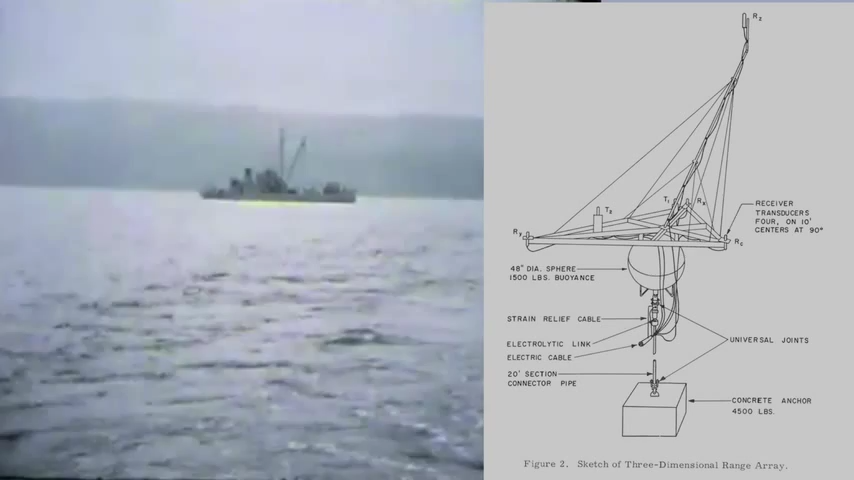 Rz
T1
Rx
T2
Ry
Rc
RECEIVER
TRANSDUCERS
FOUR, ON 10'
CENTERS AT 90°
48" DIA. SPHERE
1500 LBS. BUOYANCE
STRAIN RELIEF CABLE
ELECTROLYTIC LINK
UNIVERSAL JOINTS
ELECTRIC CABLE
20' SECTION
CONNECTOR PIPE
CONCRETE ANCHOR
4500 LBS.
Figure 2. Sketch of Three-Dimensional Range Array.